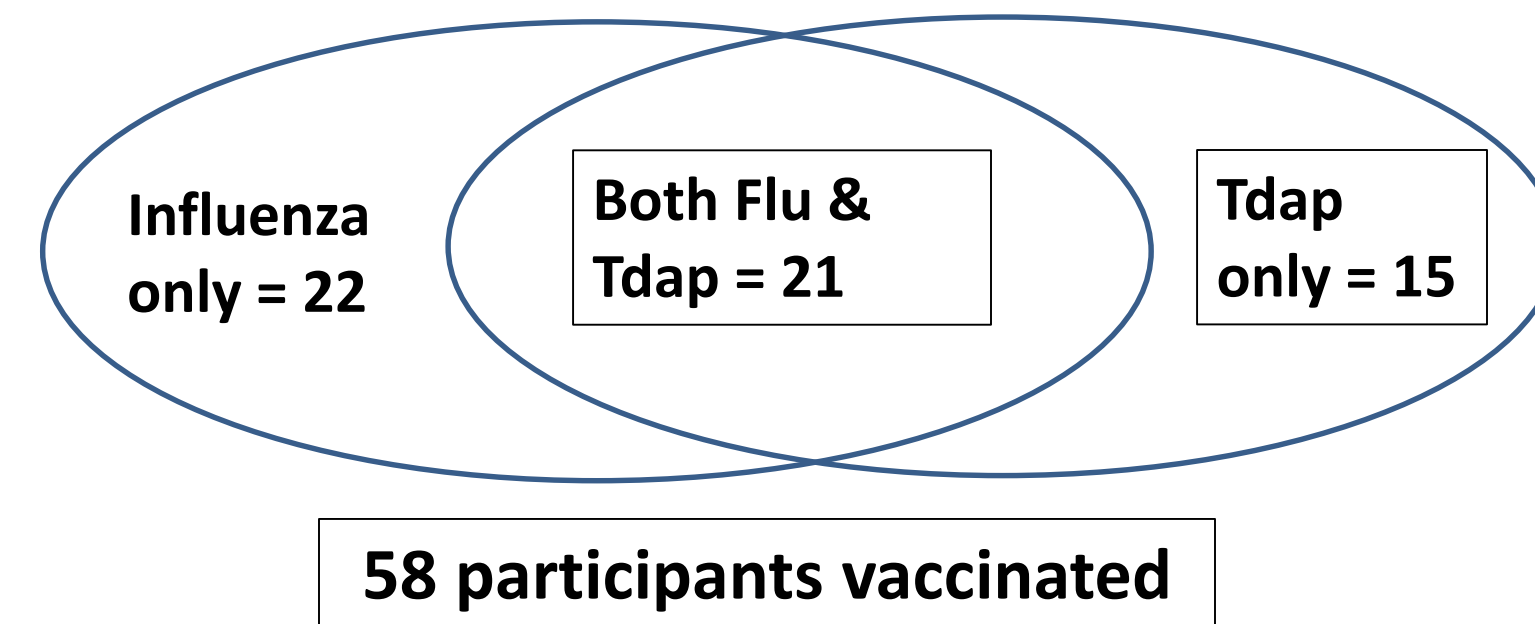 Influenza
only = 22
Both Flu &
Tdap = 21
Tdap
only = 15
58 participants vaccinated